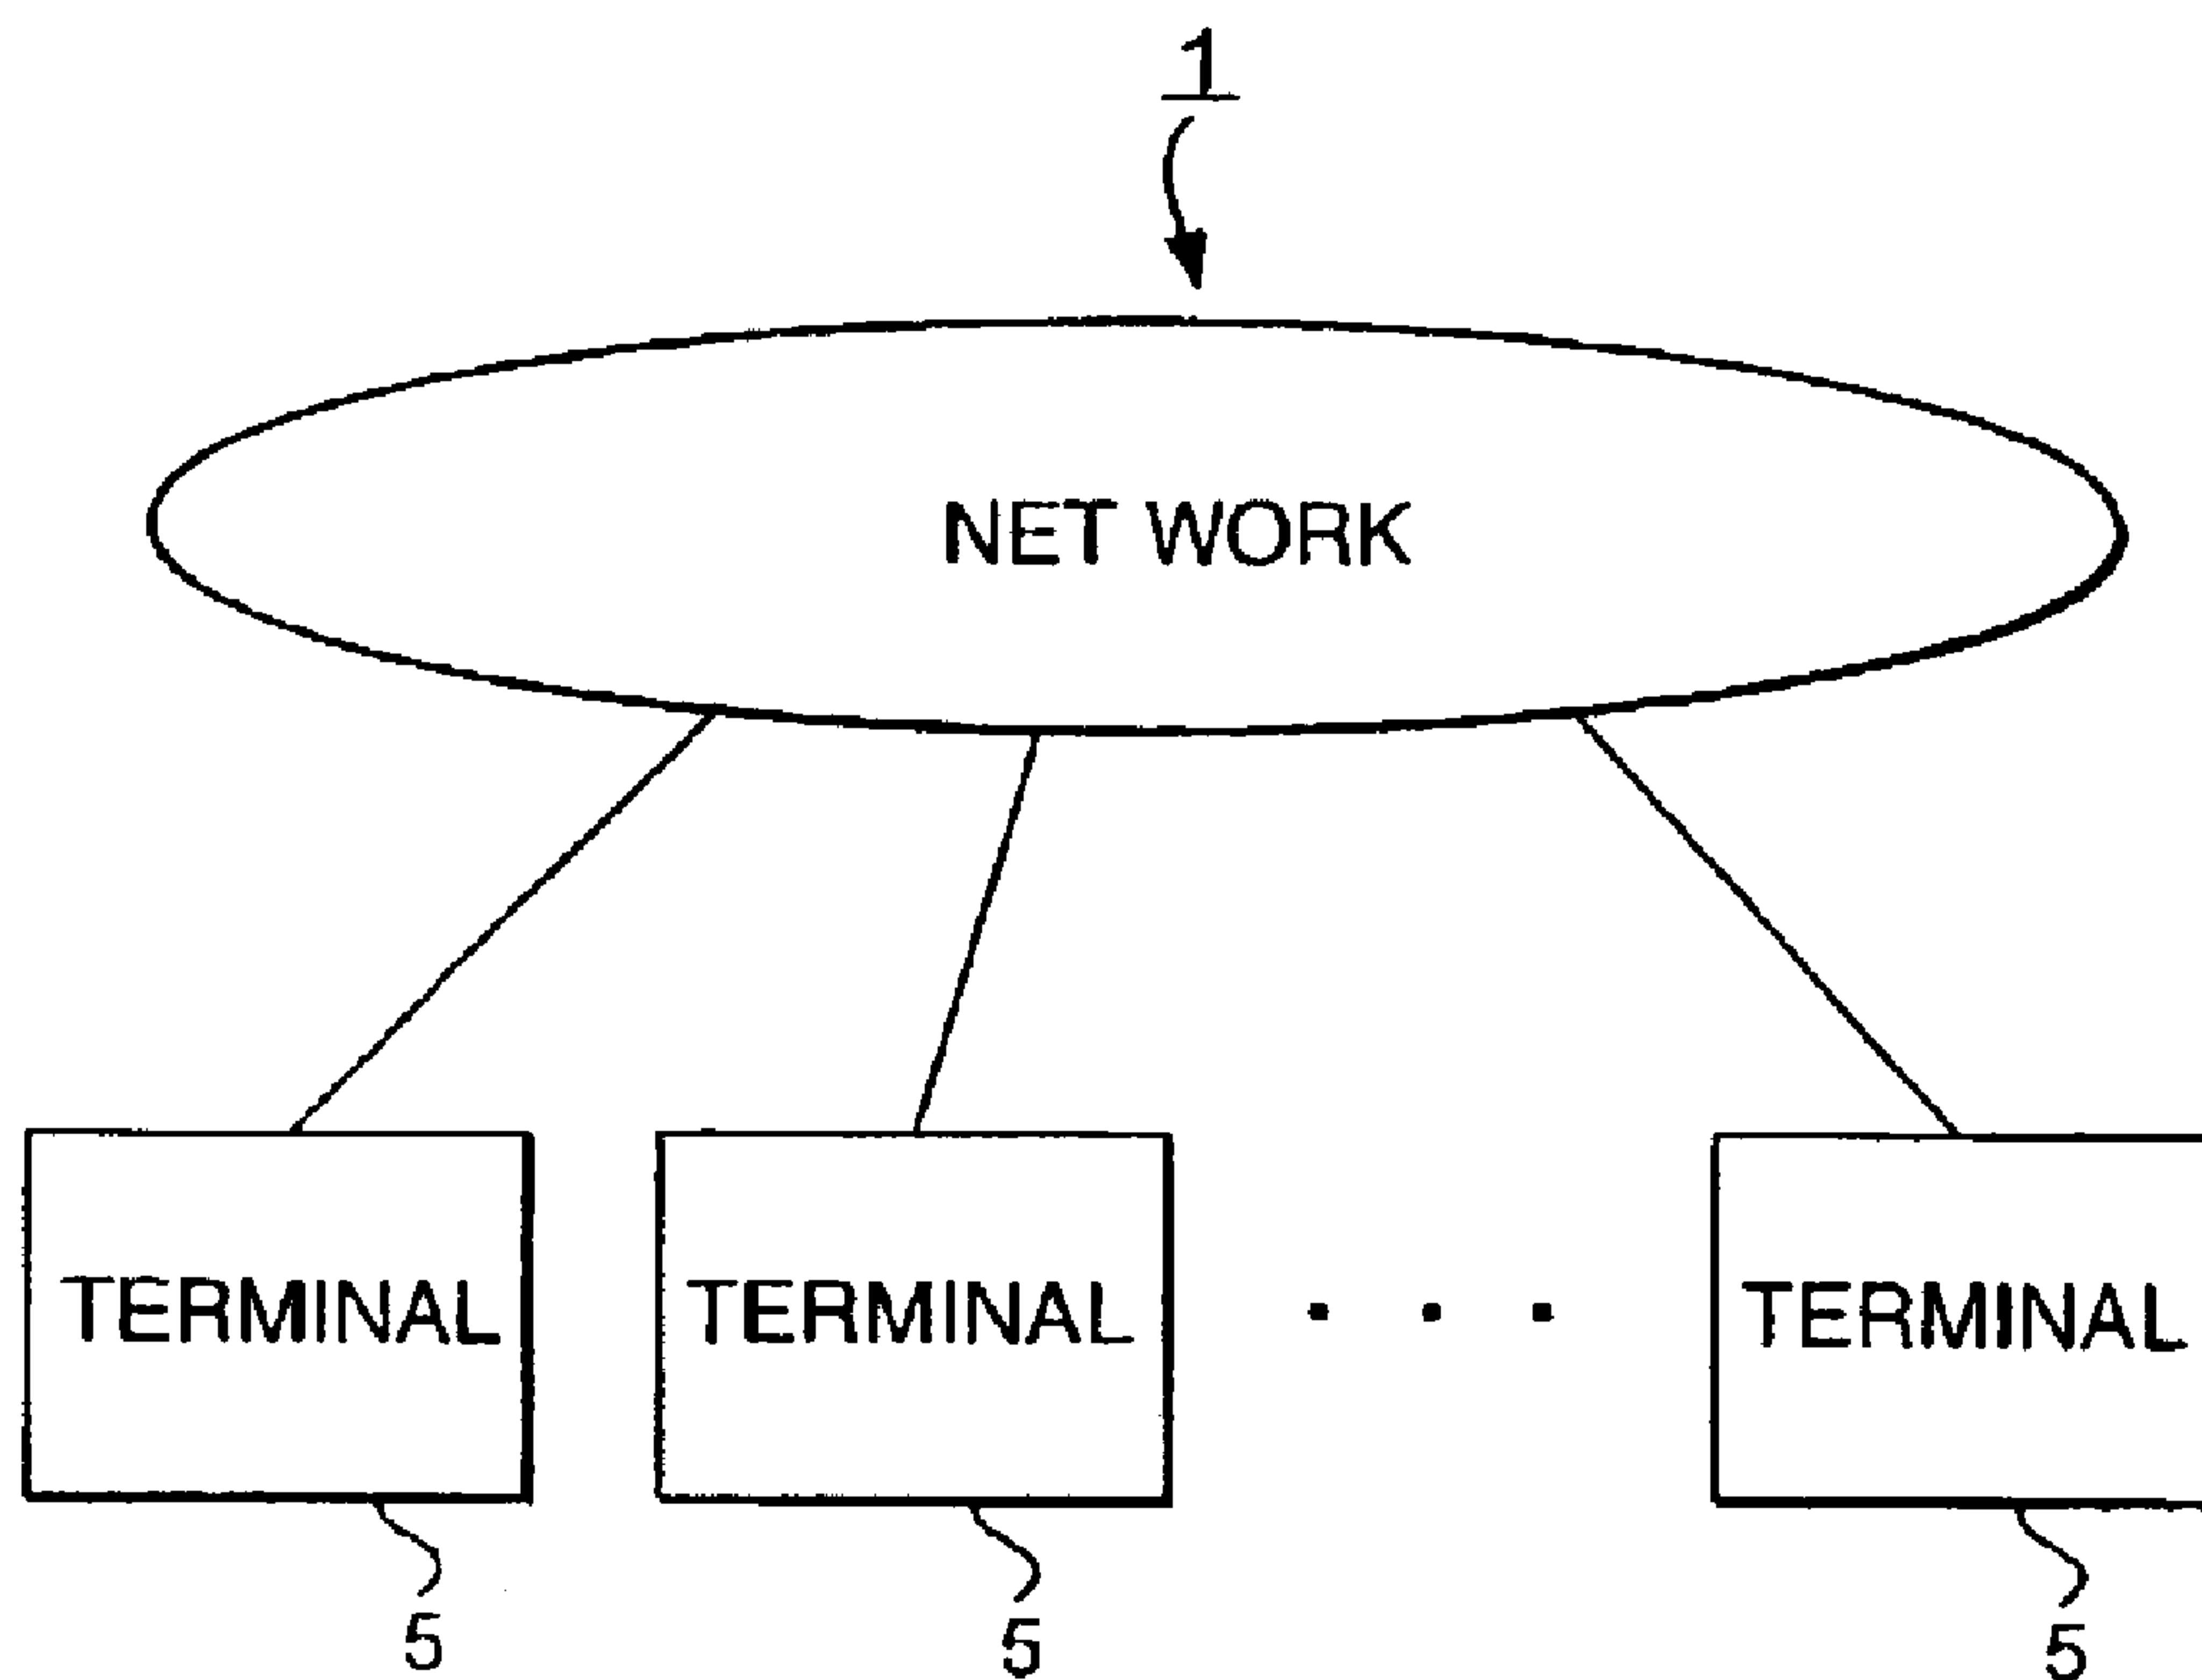 1
NET WORK
TERMINAL TERMINAL . . . TERMINAL
5 5 5